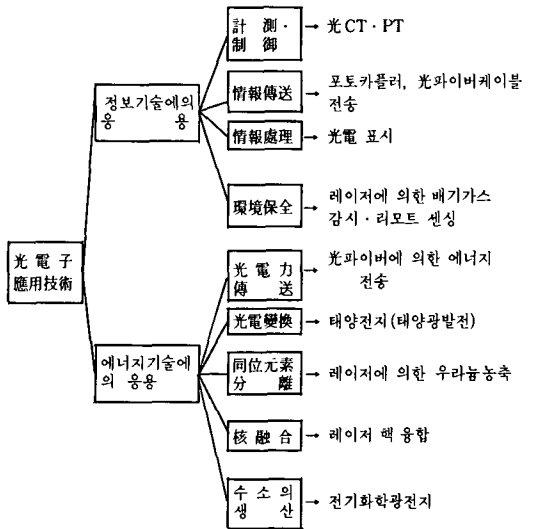 計 測 ·
制 御
→ 光 CT · PT
情報傳送
→ 포토카플러, 光파이버케이블
전송
정보기술에의
응 용
情報處理
→ 光電 표시
環境保全
→ 레이저에 의한 배기가스
감시 · 리모트 센싱
光 電 子
應用技術
光 電 力
傳 送
→ 光파이버에 의한 에너지
전송
光電變換
→ 태양전지(태양광발전)
에너지기술에
의 응용
同位元素
分 離
→ 레이저에 의한 우라늄농축
核 融 合
→ 레이저 핵 융합
수 소 의
생 산
→ 전기화학광전지